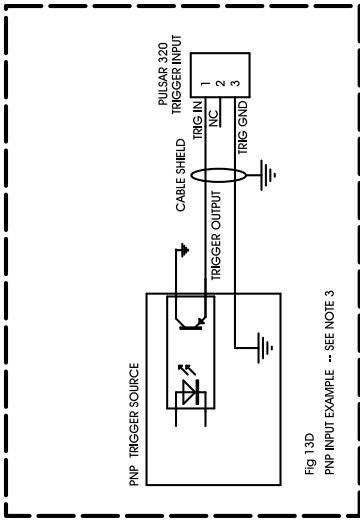 PULSAR 320
TRIGGER INPUT
TRIG IN
1
NC
2
TRIG GND
3
CABLE SHIELD
TRIGGER OUTPUT
PNP TRIGGER SOURCE
Fig 13D
PNP INPUT EXAMPLE -- SEE NOTE 3